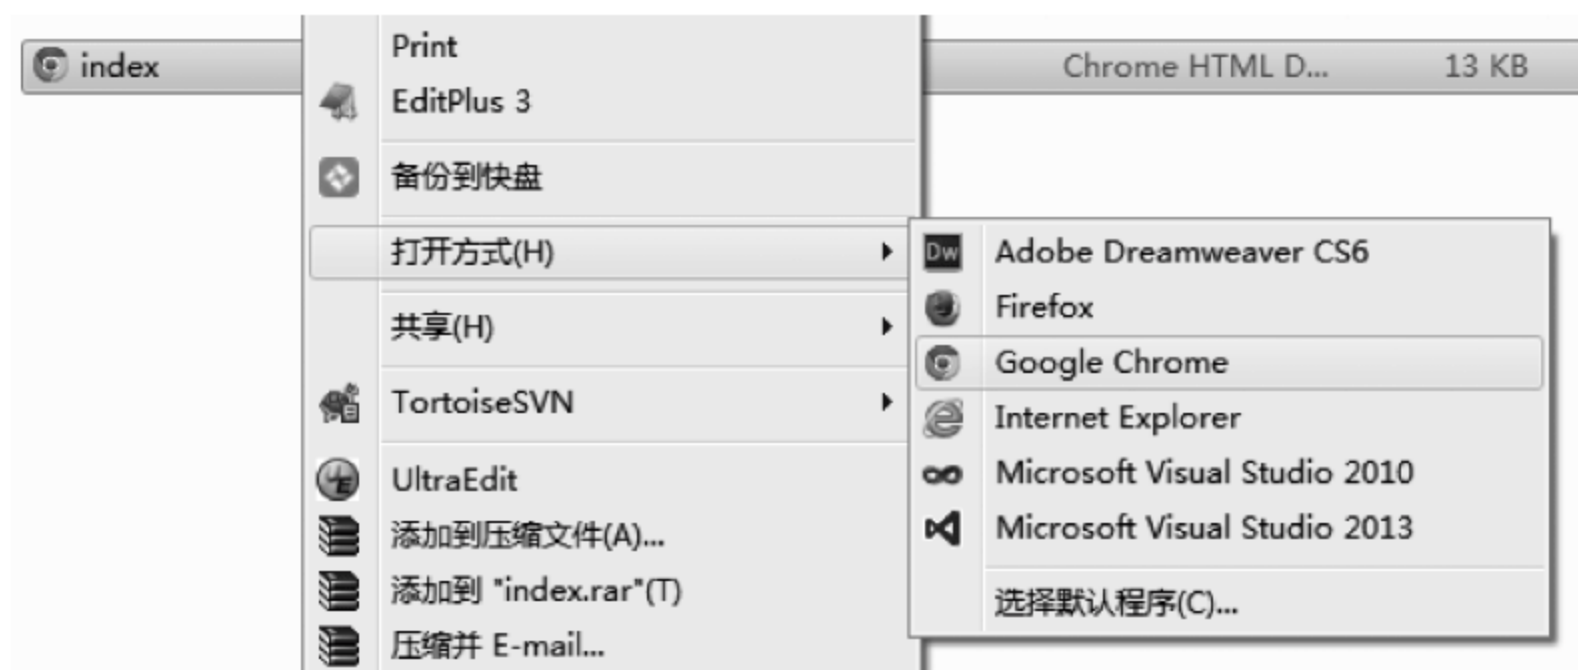 index
Chrome HTML D...
13 KB
Print
EditPlus 3
备份到快盘
打开方式(H)
共享(H)
TortoiseSVN
UltraEdit
添加到压缩文件(A)...
添加到 "index.rar"(T)
压缩并 E-mail...
Dw
Adobe Dreamweaver CS6
Firefox
Google Chrome
Internet Explorer
Microsoft Visual Studio 2010
Microsoft Visual Studio 2013
选择默认程序(C)...